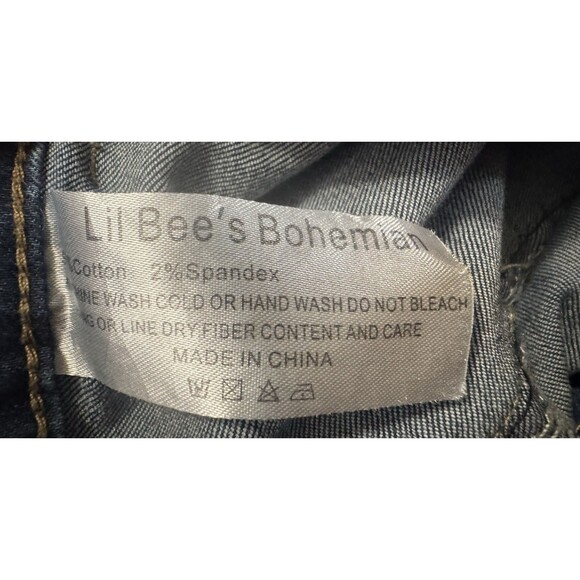 Lil Bee's Bohemian
Cotton 2%Spandex
WASH COLD OR HAND WASH DO NOT BLEACH
OR LINE DRY.FIBER CONTENT AND CARE
MADE IN CHINA